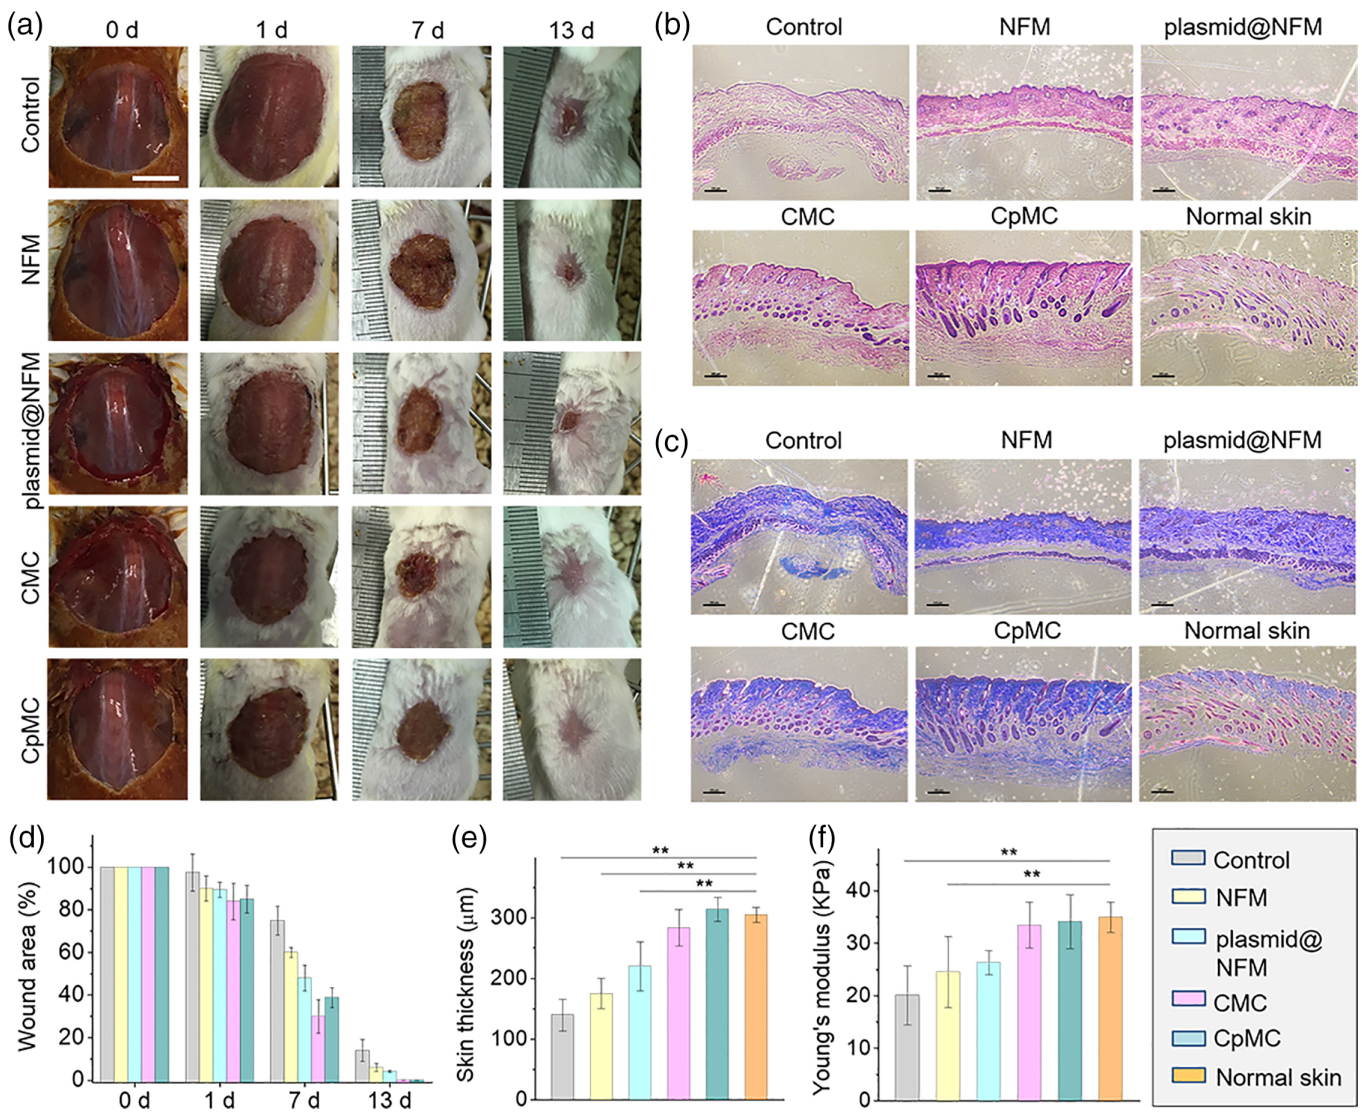 (a)
0 d 1 d 7 d 13 d
Control
NFM
plasmid@NFM
CMC
CpMC
(b)
Control NFM plasmid@NFM
CMC CpMC Normal skin
(c)
Control NFM plasmid@NFM
CMC CpMC Normal skin
(d)
Wound area (%)
100
80
60
40
20
0
0 d 1 d 7 d 13 d
(e)
Skin thickness (μm)
300
200
100
0
**
**
**
(f)
Young's modulus (KPa)
40
30
20
10
0
**
**
Control
NFM
plasmid@
NFM
CMC
CpMC
Normal skin